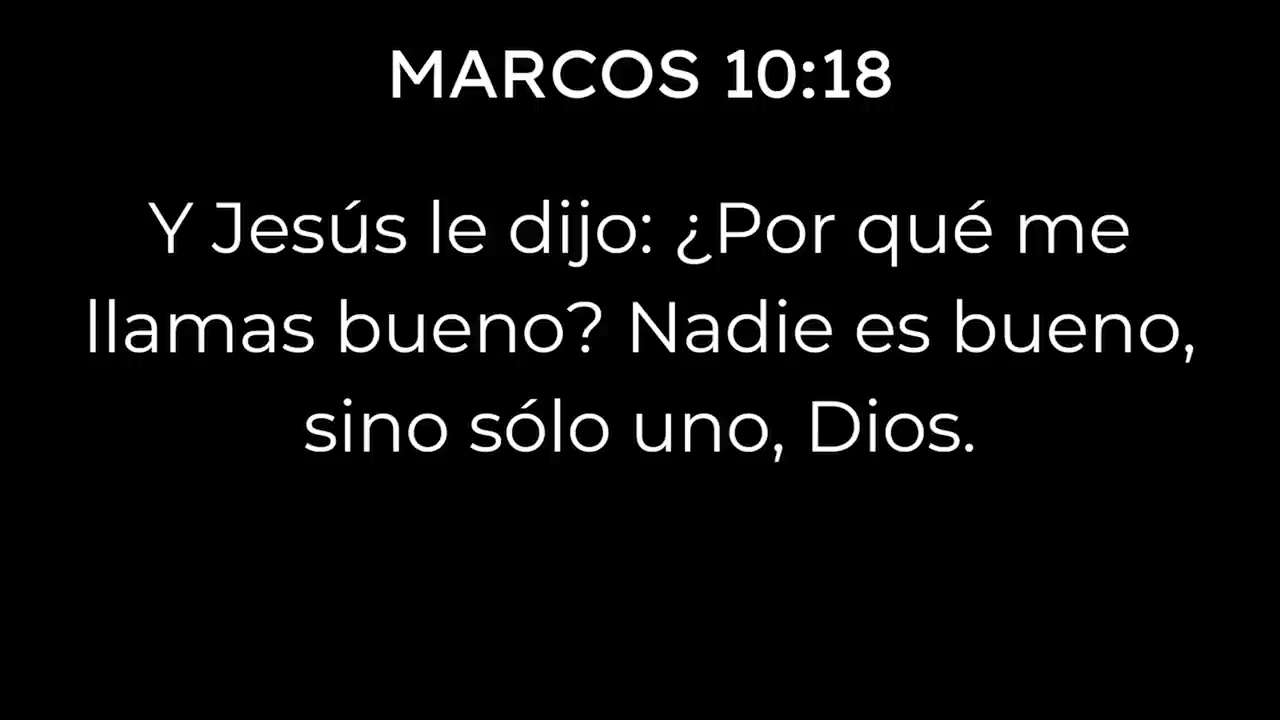 MARCOS 10:18
Y Jesús le dijo: ¿Por qué me
llamas bueno? Nadie es bueno,
sino sólo uno, Dios.